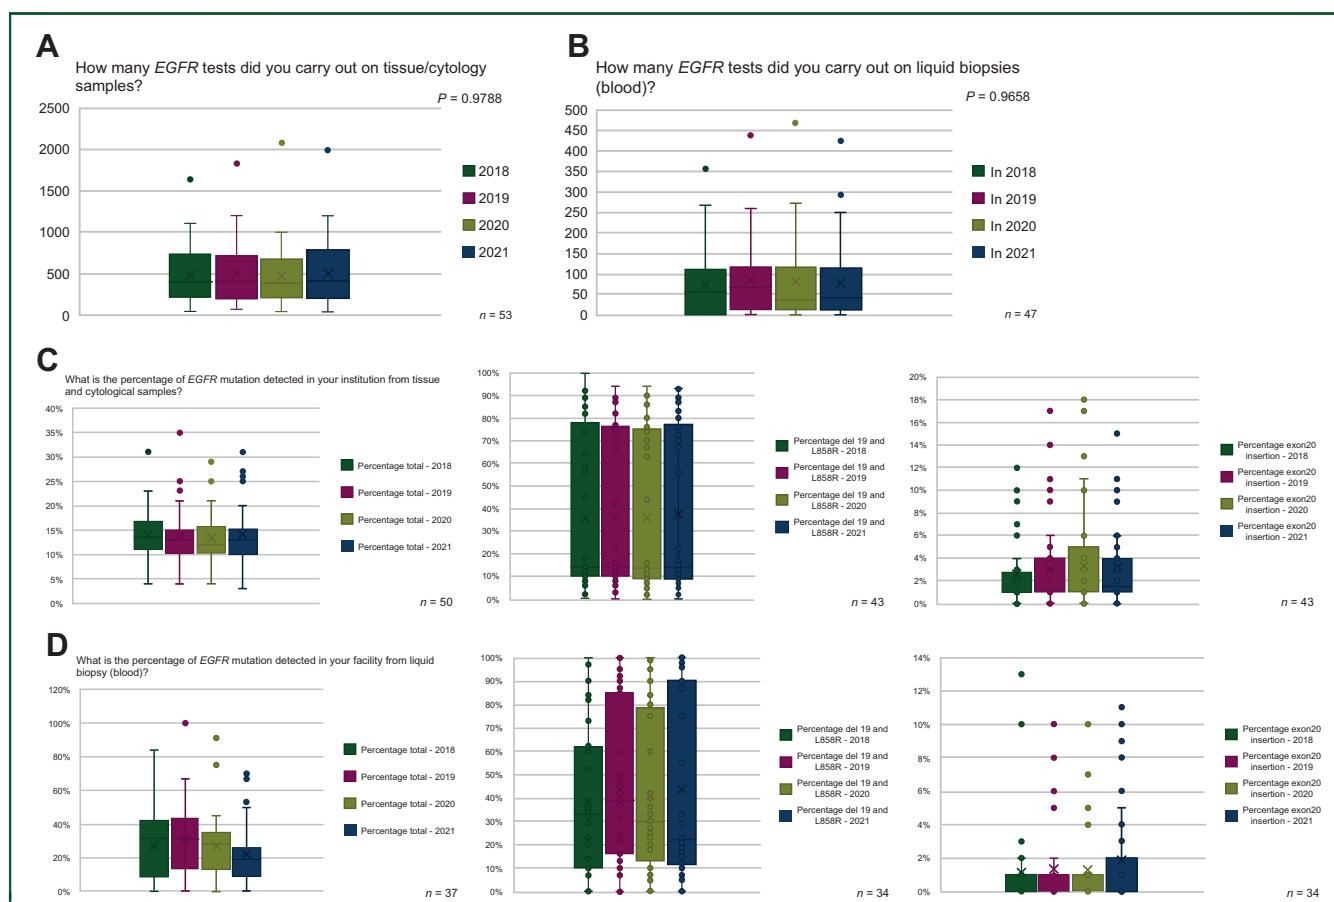 A
How many EGFR tests did you carry out on tissue/cytology
samples?
P = 0.9788
2500
2000
1500
1000
500
0
2018
2019
2020
2021
n = 53
B
How many EGFR tests did you carry out on liquid biopsies
(blood)?
P = 0.9658
500
450
400
350
300
250
200
150
100
50
0
In 2018
In 2019
In 2020
In 2021
n = 47
C
What is the percentage of EGFR mutation detected in your institution from tissue
and cytological samples?
40%
35%
30%
25%
20%
15%
10%
5%
0%
Percentage total - 2018
Percentage total - 2019
Percentage total - 2020
Percentage total - 2021
n = 50
100%
90%
80%
70%
60%
50%
40%
30%
20%
10%
0%
Percentage del 19 and
L858R - 2018
Percentage del 19 and
L858R - 2019
Percentage del 19 and
L858R - 2020
Percentage del 19 and
L858R - 2021
n = 43
20%
18%
16%
14%
12%
10%
8%
6%
4%
2%
0%
Percentage exon20
insertion - 2018
Percentage exon20
insertion - 2019
Percentage exon20
insertion - 2020
Percentage exon20
insertion - 2021
n = 43
D
What is the percentage of EGFR mutation detected in your facility from liquid
biopsy (blood)?
120%
100%
80%
60%
40%
20%
0%
Percentage total - 2018
Percentage total - 2019
Percentage total - 2020
Percentage total - 2021
n = 37
100%
90%
80%
70%
60%
50%
40%
30%
20%
10%
0%
Percentage del 19 and
L858R - 2018
Percentage del 19 and
L858R - 2019
Percentage del 19 and
L858R - 2020
Percentage del 19 and
L858R - 2021
n = 34
14%
12%
10%
8%
6%
4%
2%
0%
Percentage exon20
insertion - 2018
Percentage exon20
insertion - 2019
Percentage exon20
insertion - 2020
Percentage exon20
insertion - 2021
n = 34